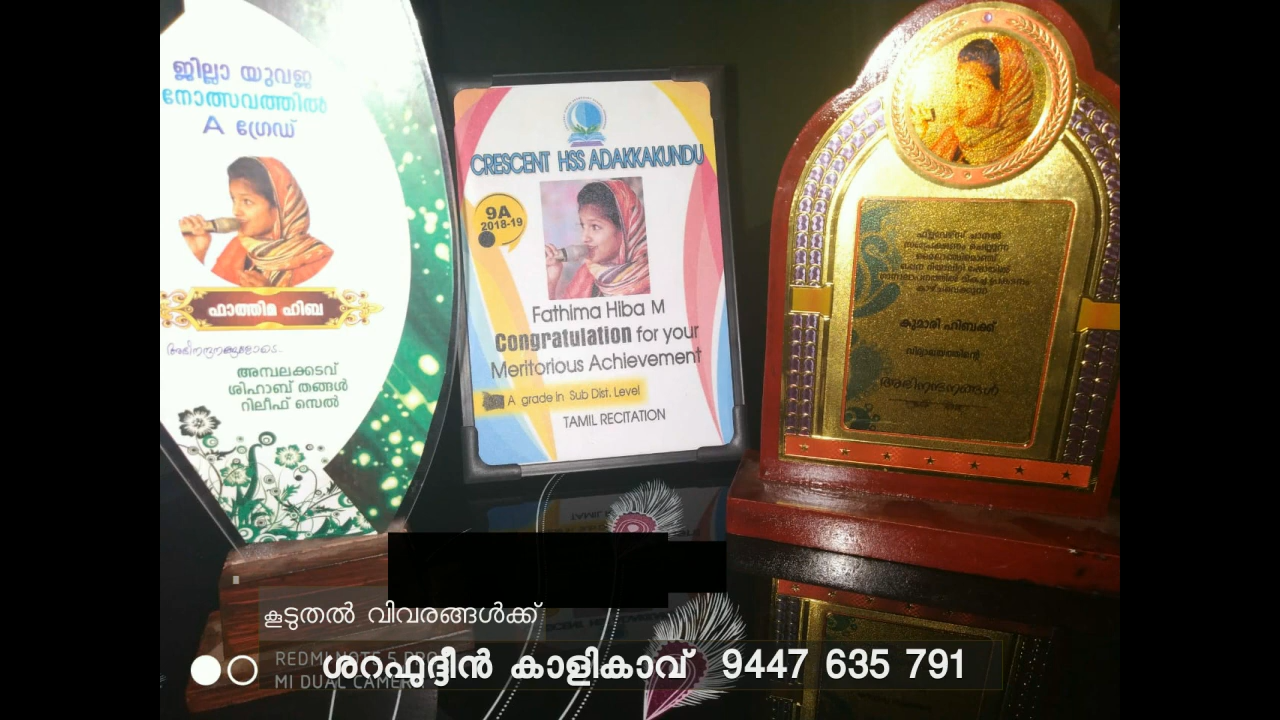 ജില്ലാ യുവജ
നോത്സവത്തിൽ
A ഗ്രേഡ്
ഫാത്തിമ ഹിബ
അഭിനന്ദനങ്ങളോടെ..
അമ്പലക്കടവ്
ശിഹാബ് തങ്ങൾ
റിലീഫ് സെൽ
CRESCENT HSS ADAKKAKUNDU
9A
2018-19
Fathima Hiba M
Congratulation for your
Meritorious Achievement
A grade in Sub Dist. Level
TAMIL RECITATION
കുമാരി ഹിബക്ക്
വിദ്യാലയത്തിന്റെ
അഭിനന്ദനങ്ങൾ
കൂടുതൽ വിവരങ്ങൾക്ക്
ശറഫുദ്ദീൻ കാളികാവ് 9447 635 791
REDMI NOTE 5 PRO
MI DUAL CAMERA